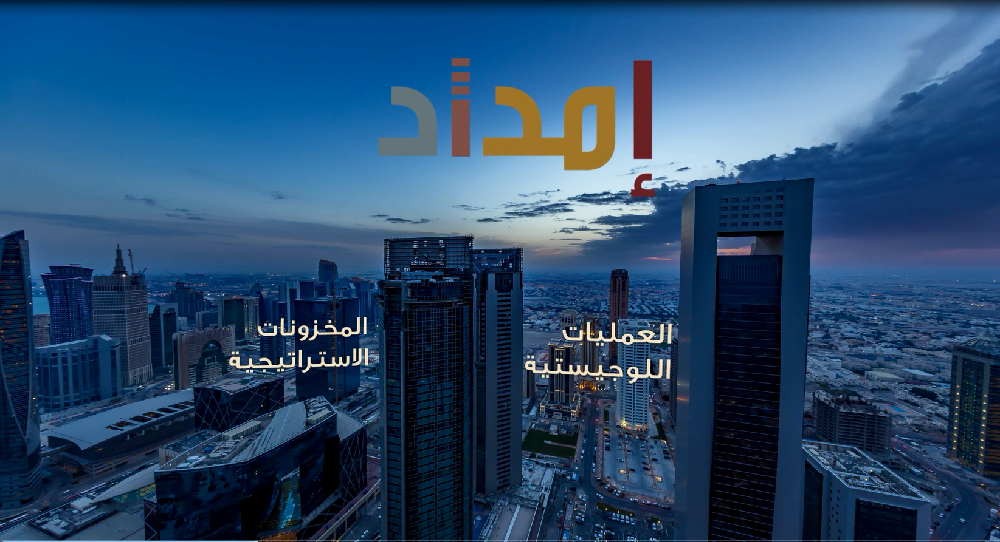 إمداد
العمليات
اللوجيستية
المخزونات
الاستراتيجية